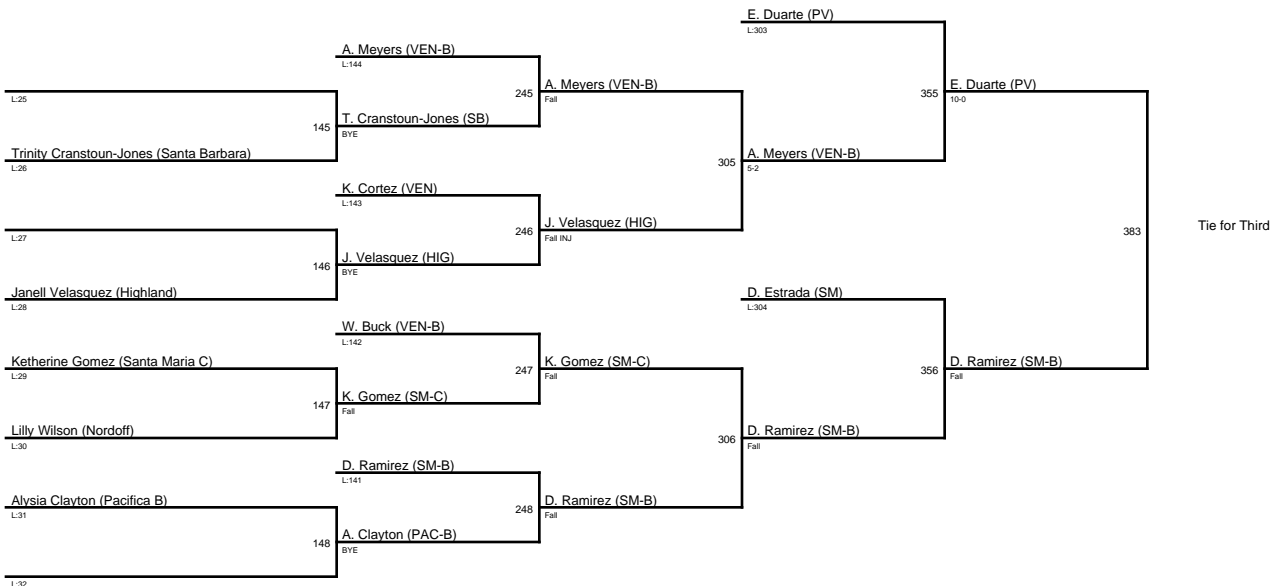 E. Duarte (PV)
L:303
A. Meyers (VEN-B)
L:144
245
A. Meyers (VEN-B)
Fall
355
E. Duarte (PV)
10-0
L:25
145
T. Cranstoun-Jones (SB)
BYE
Trinity Cranstoun-Jones (Santa Barbara)
L:26
305
A. Meyers (VEN-B)
5-2
K. Cortez (VEN)
L:143
L:27
246
J. Velasquez (HIG)
Fall INJ
383
Tie for Third
146
J. Velasquez (HIG)
BYE
Janell Velasquez (Highland)
L:28
D. Estrada (SM)
L:304
W. Buck (VEN-B)
L:142
Ketherine Gomez (Santa Maria C)
L:29
247
K. Gomez (SM-C)
Fall
356
D. Ramirez (SM-B)
Fall
147
K. Gomez (SM-C)
Fall
Lilly Wilson (Nordoff)
L:30
306
D. Ramirez (SM-B)
Fall
D. Ramirez (SM-B)
L:141
Alysia Clayton (Pacifica B)
L:31
248
D. Ramirez (SM-B)
Fall
148
A. Clayton (PAC-B)
BYE
L:32